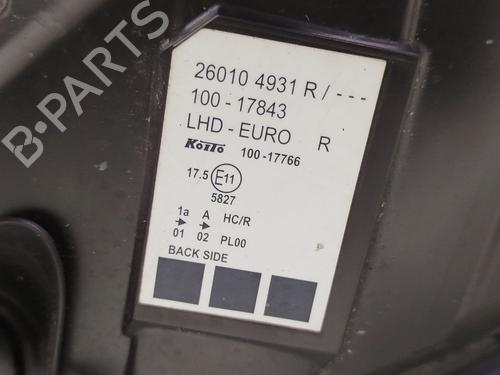 B-PARTS
26010 4931 R / - - -
100 - 17843
LHD - EURO R
Koito 100-17766
17.5 E11
5827
1a A HC/R
01 02 PL00
BACK SIDE